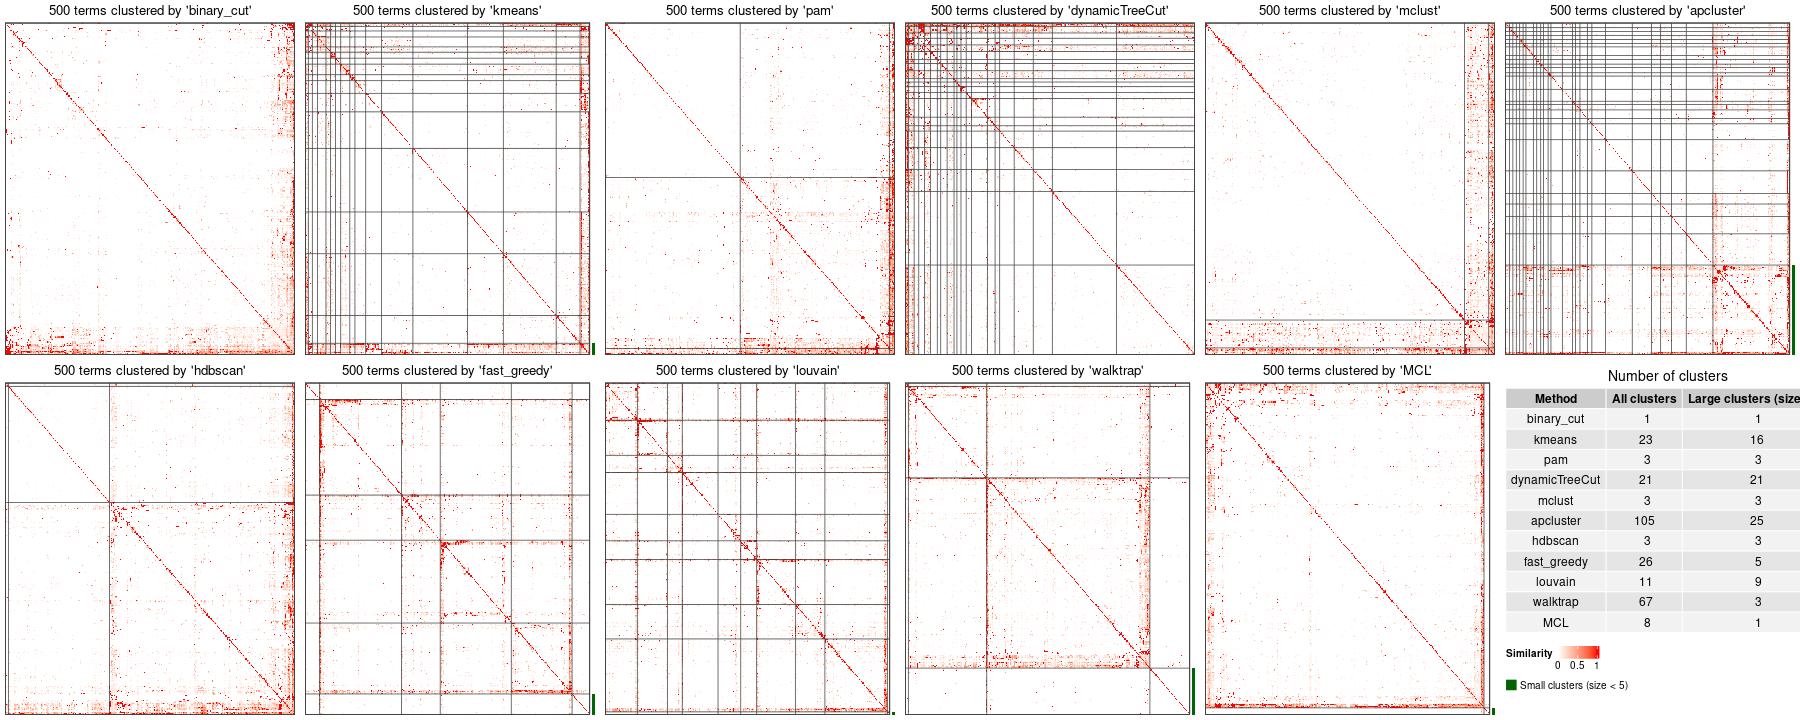 500 terms clustered by 'binary_cut'
500 terms clustered by 'kmeans'
500 terms clustered by 'pam'
500 terms clustered by 'dynamicTreeCut'
500 terms clustered by 'mclust'
500 terms clustered by 'apcluster'
500 terms clustered by 'hdbscan'
500 terms clustered by 'fast_greedy'
500 terms clustered by 'louvain'
500 terms clustered by 'walktrap'
500 terms clustered by 'MCL'
Number of clusters
Method All clusters Large clusters (size
binary_cut 1 1
kmeans 23 16
pam 3 3
dynamicTreeCut 21 21
mclust 3 3
apcluster 105 25
hdbscan 3 3
fast_greedy 26 5
louvain 11 9
walktrap 67 3
MCL 8 1
Similarity
0 0.5 1
Small clusters (size < 5)